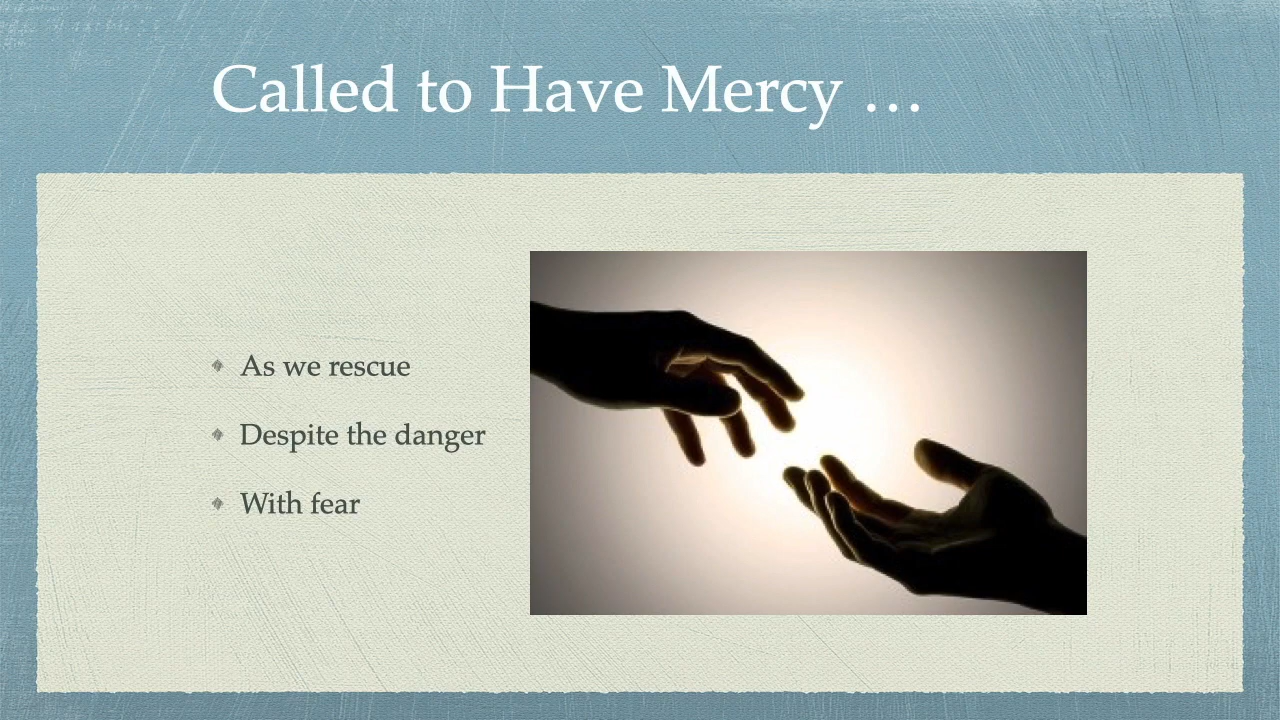 Called to Have Mercy …
As we rescue
Despite the danger
With fear